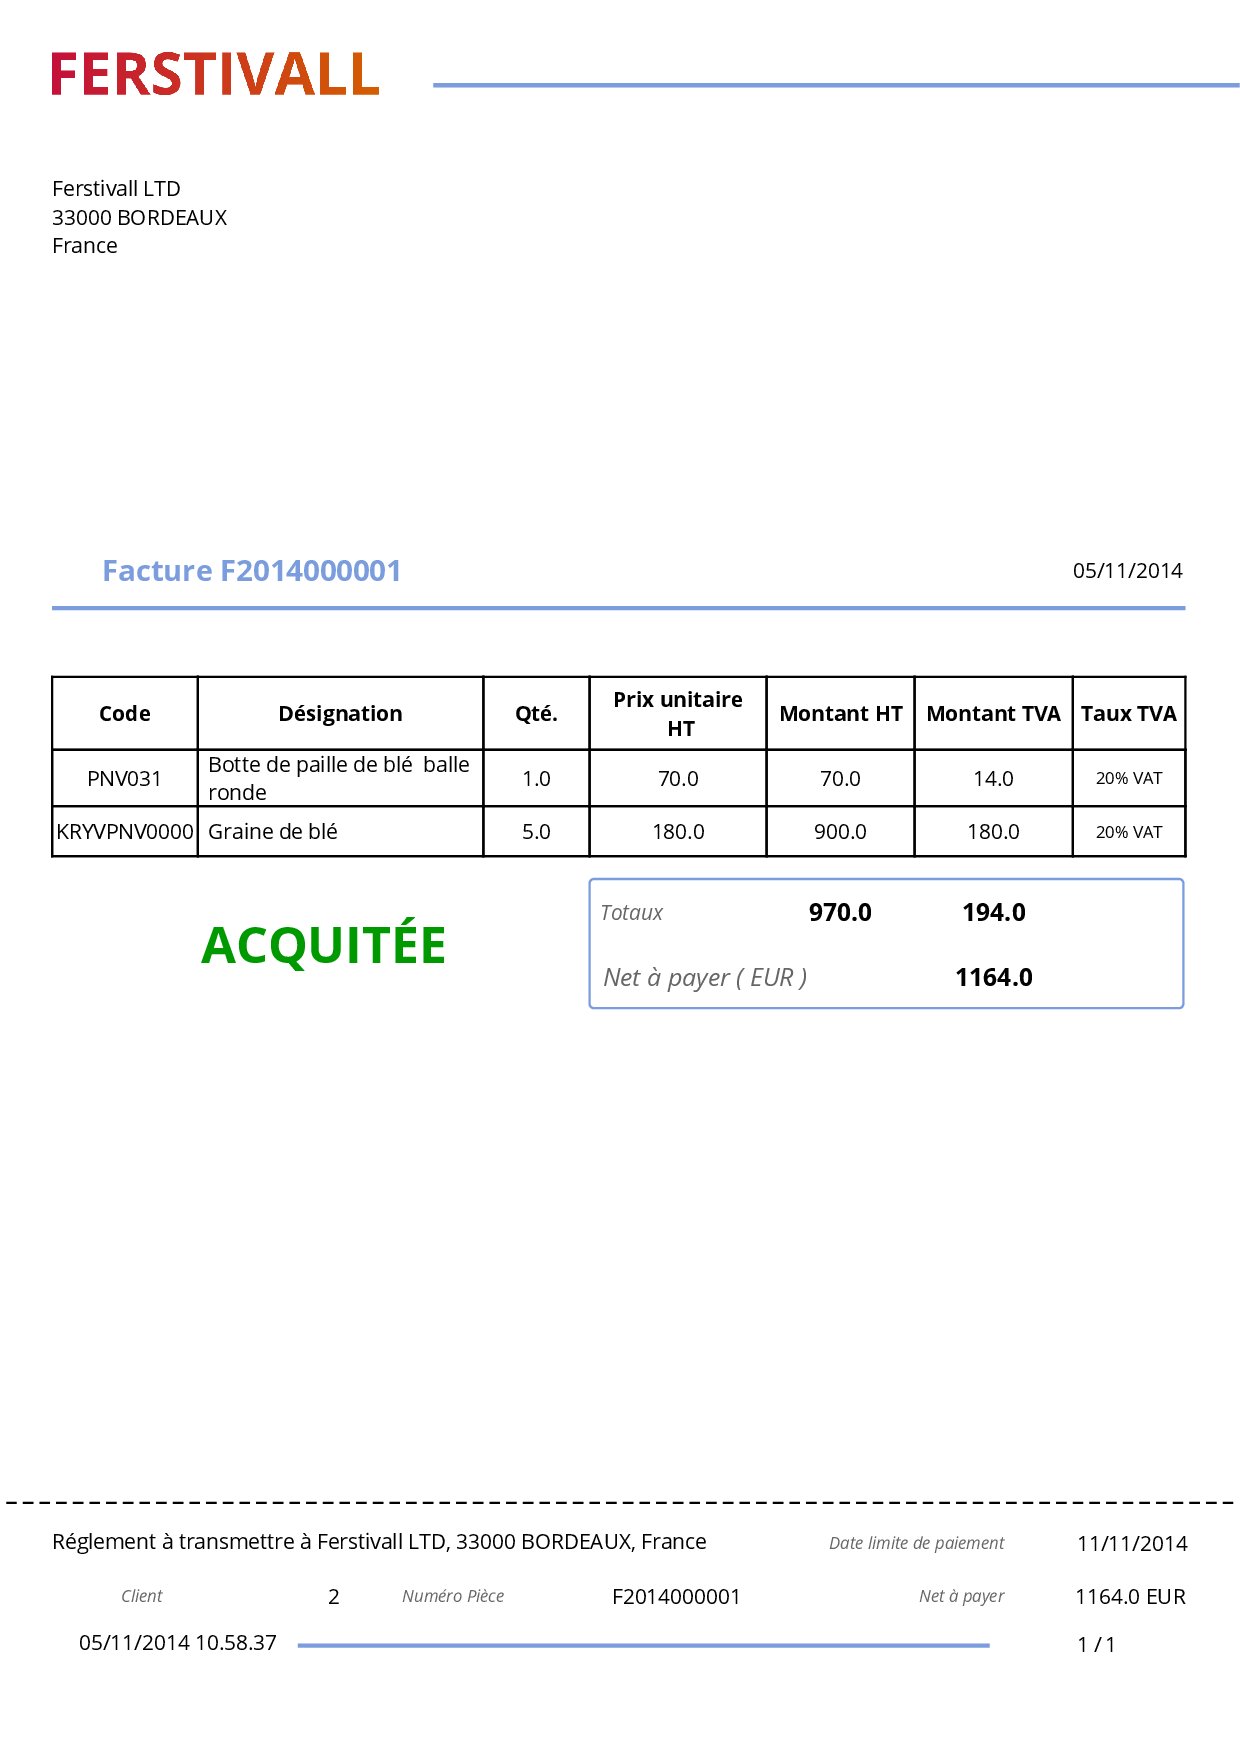 FERSTIVALL
Ferstivall LTD
33000 BORDEAUX
France
Facture F2014000001 05/11/2014
Code Désignation Qté. Prix unitaire HT Montant HT Montant TVA Taux TVA
PNV031 Botte de paille de blé  balle ronde 1.0 70.0 70.0 14.0 20% VAT
KRYVPNV0000 Graine de blé 5.0 180.0 900.0 180.0 20% VAT
Totaux 970.0 194.0
ACQUITÉE
Net à payer ( EUR ) 1164.0
Réglement à transmettre à Ferstivall LTD, 33000 BORDEAUX, France Date limite de paiement 11/11/2014
Client 2 Numéro Pièce F2014000001 Net à payer 1164.0 EUR
05/11/2014 10.58.37 1 / 1